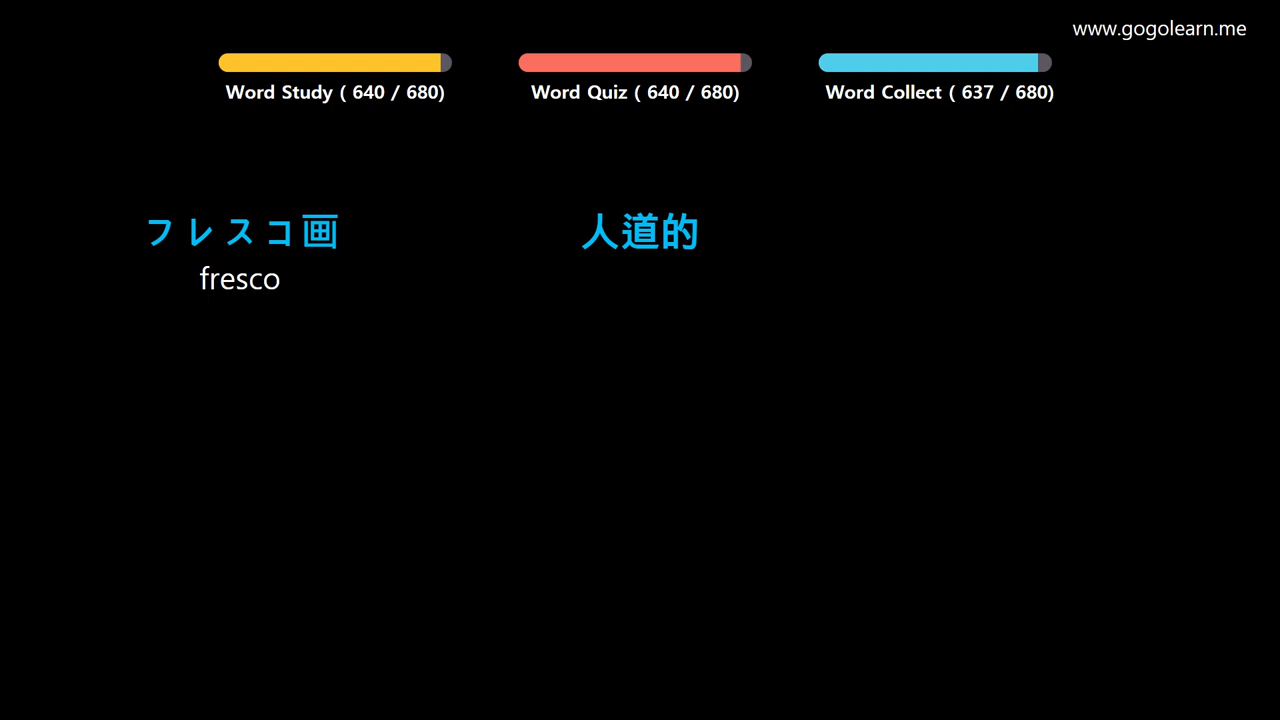 www.gogolearn.me
Word Study ( 640 / 680)
Word Quiz ( 640 / 680)
Word Collect ( 637 / 680)
フレスコ画
fresco
人道的